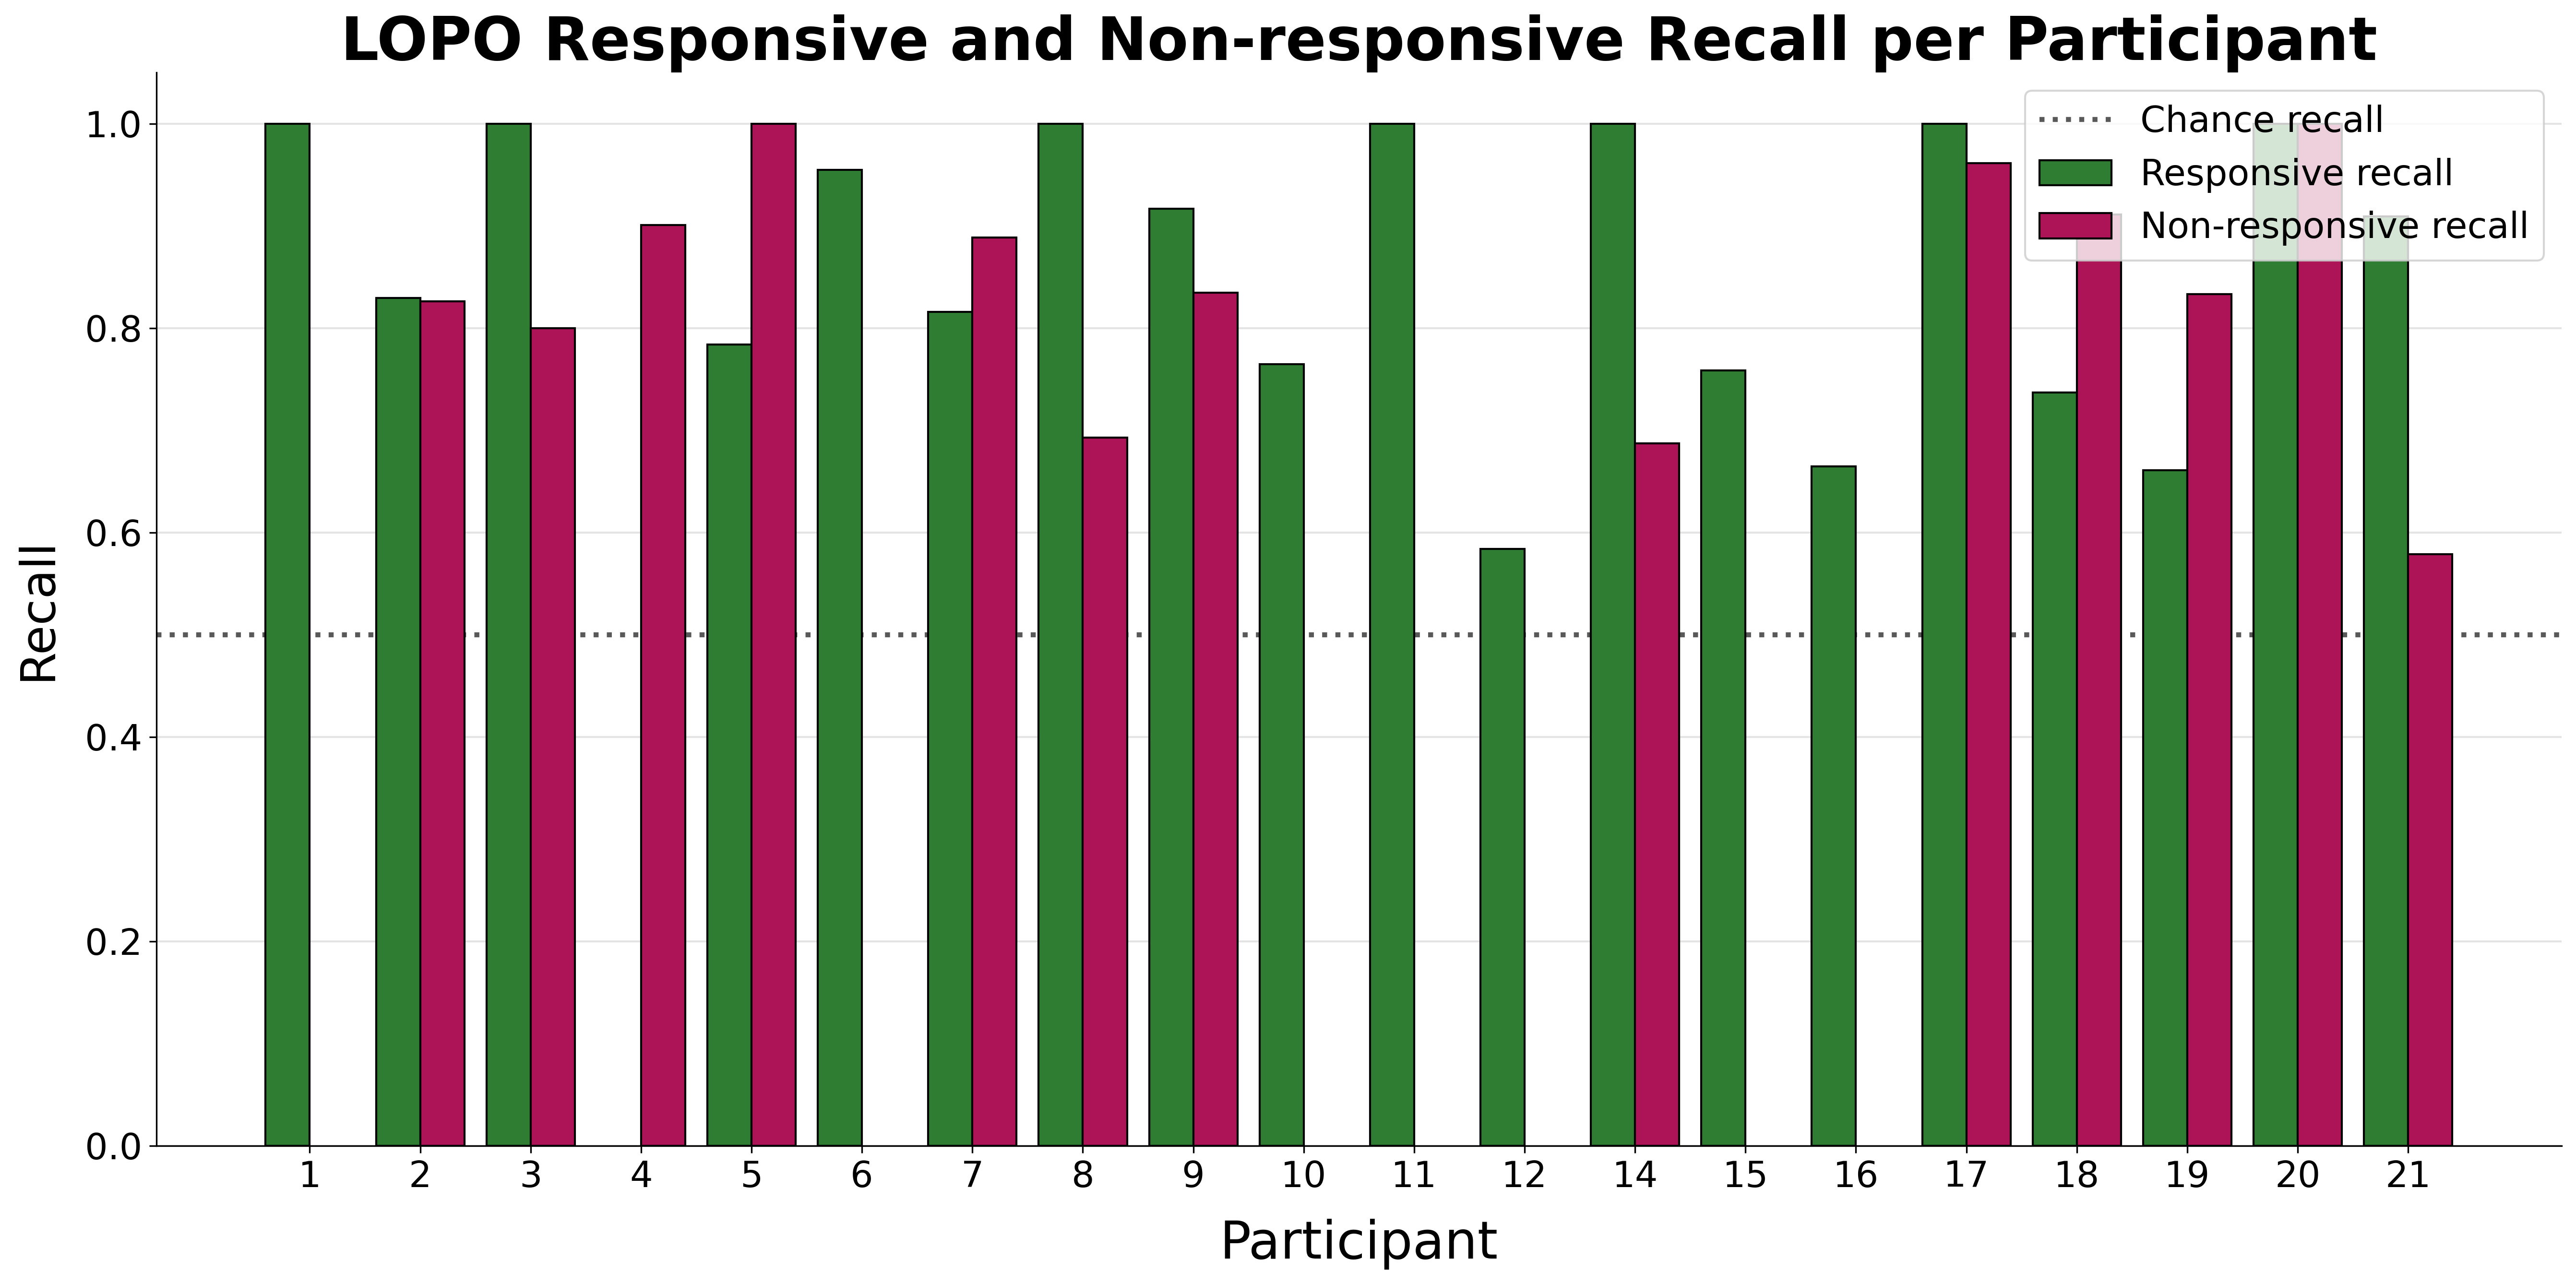 LOPO Responsive and Non-responsive Recall per Participant
Chance recall
Responsive recall
Non-responsive recall
Recall
1.0
0.8
0.6
0.4
0.2
0.0
1 2 3 4 5 6 7 8 9 10 11 12 14 15 16 17 18 19 20 21
Participant